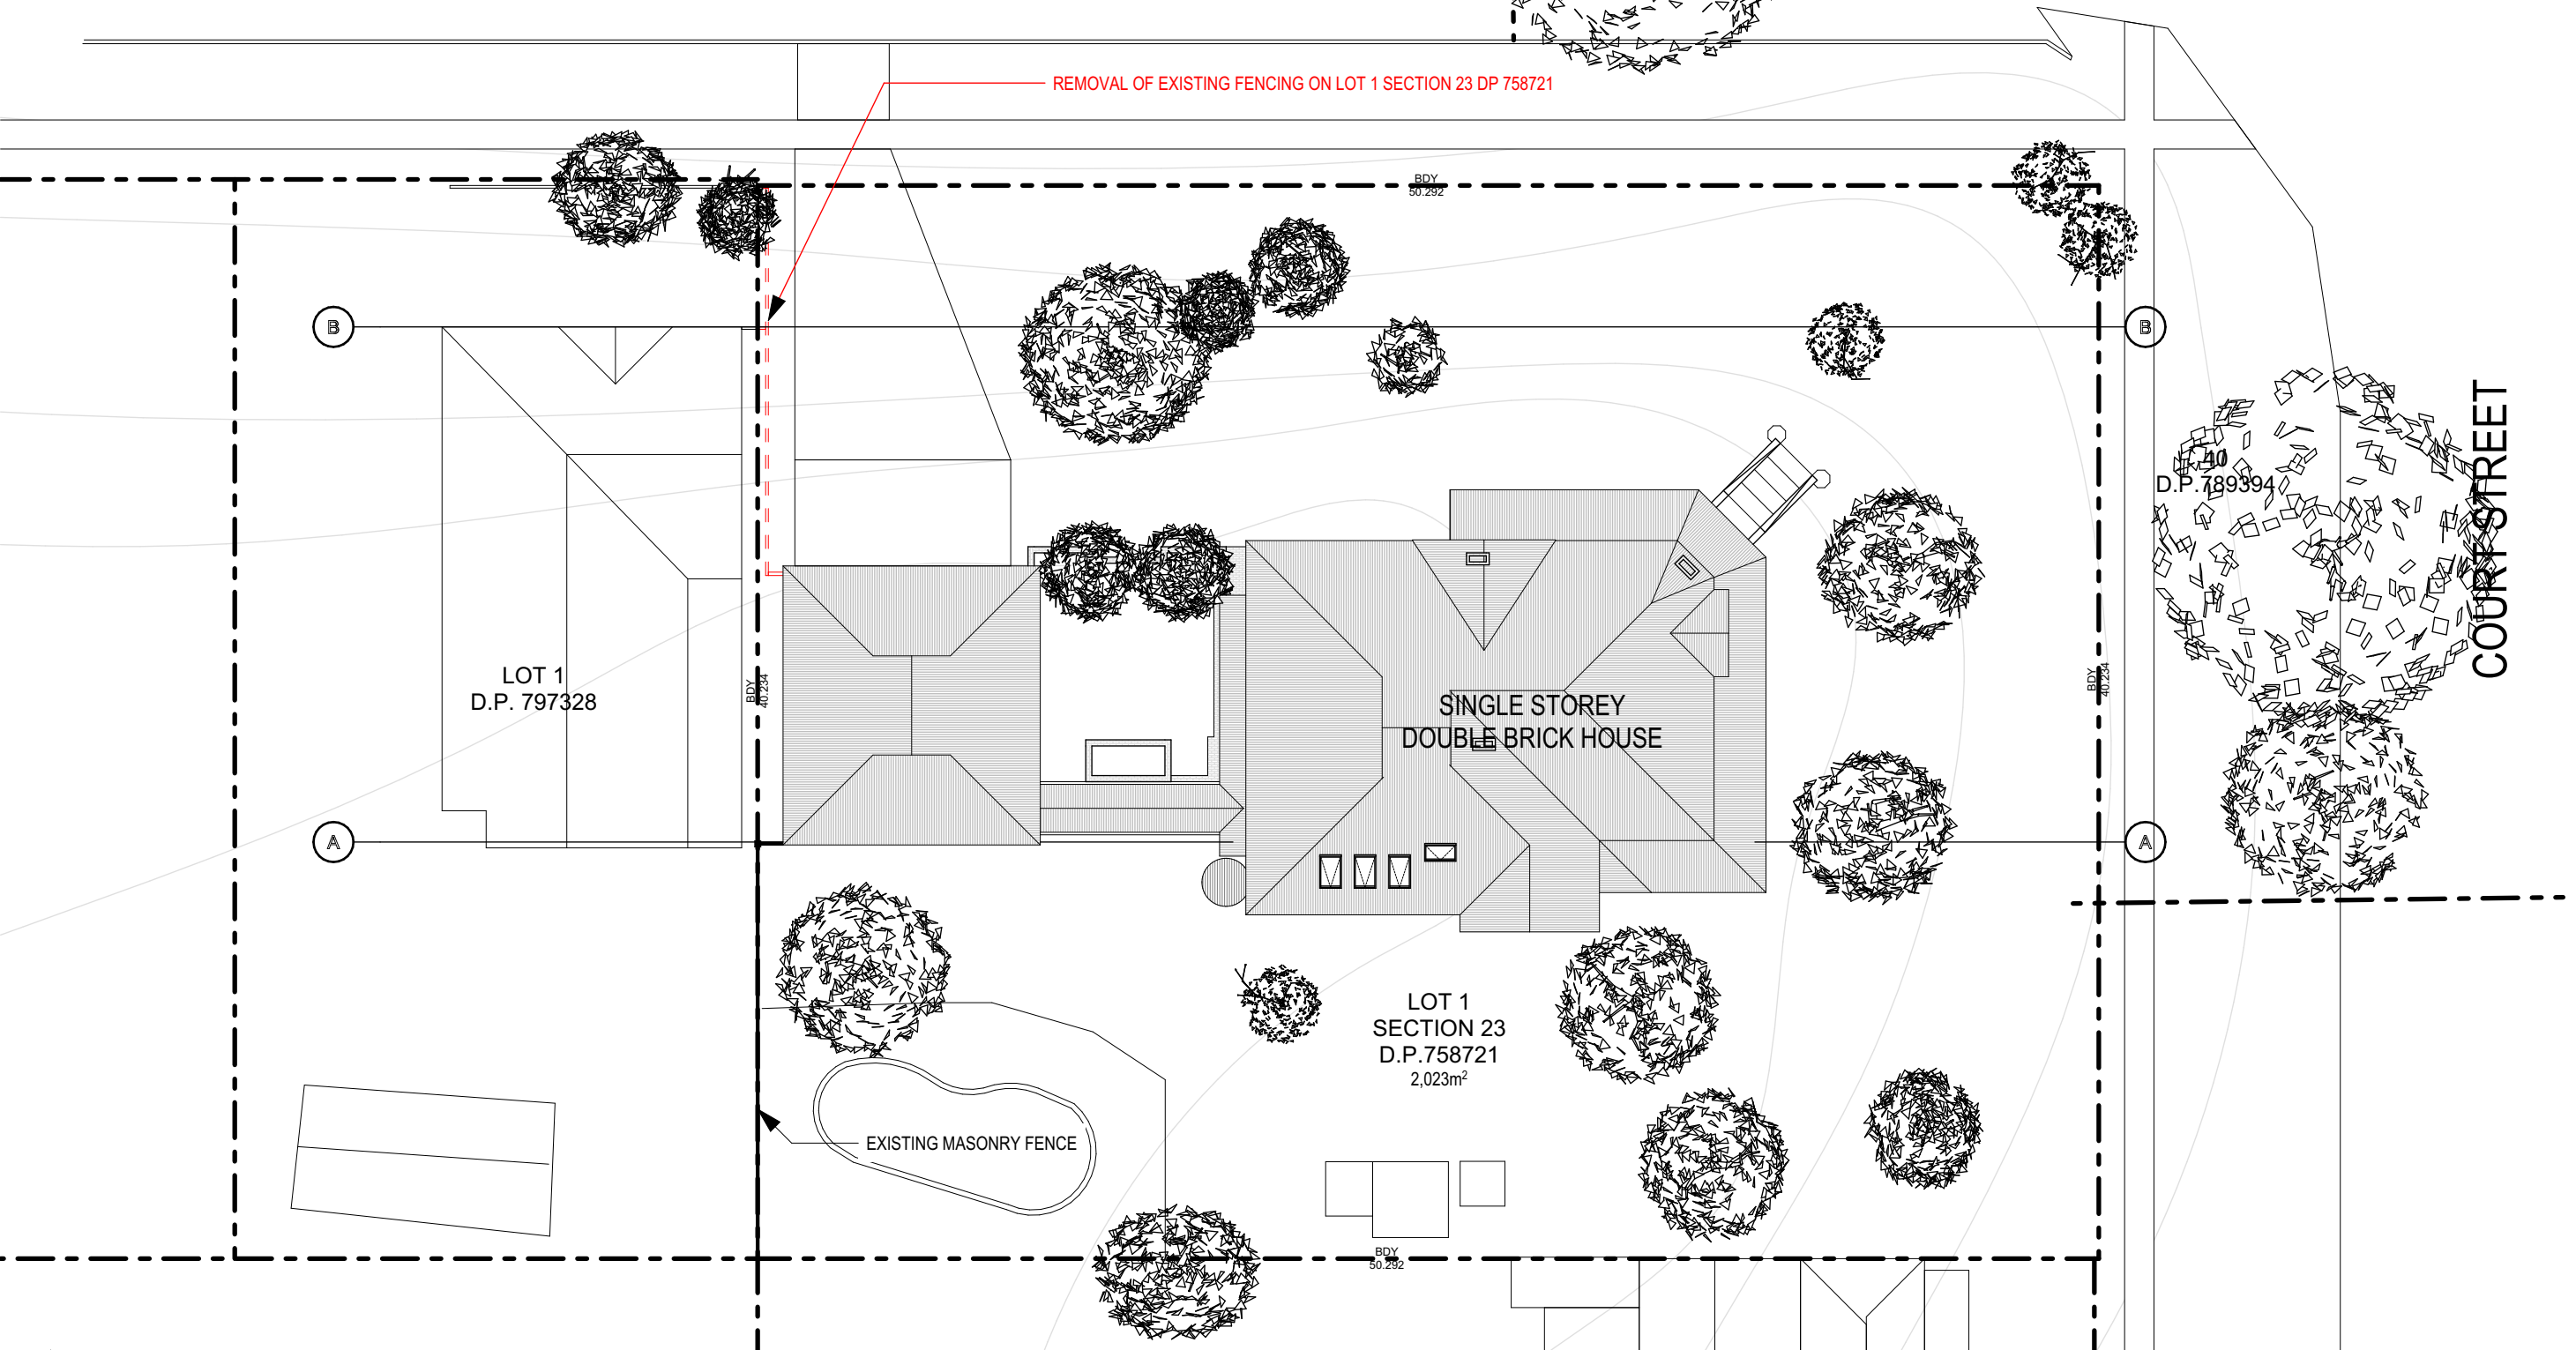 REMOVAL OF EXISTING FENCING ON LOT 1 SECTION 23 DP 758721
BDY
50.292
B
B
40
D.P.789394
COURT STREET
LOT 1
D.P. 797328
BDY
40.234
SINGLE STOREY
DOUBLE BRICK HOUSE
BDY
40.234
A
A
LOT 1
SECTION 23
D.P.758721
2,023m²
EXISTING MASONRY FENCE
BDY
50.292